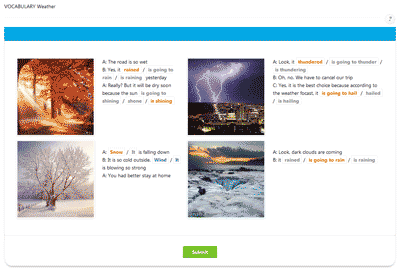 VOCABULARY Weather
?
A: The road is so wet
B: Yes, it rained / is going to
rain / is raining yesterday
A: Really? But it will be dry soon
because the sun is going to
shining / shone / is shining
A: Look, it thundered / is going to thunder /
is thundering
B: Oh, no. We have to cancel our trip
C: Yes, it is the best choice because according to
the weather focast, it is going to hail / hailed
/ is hailing
A: Snow / It is falling down
B: It is so cold outside. Wind / It
is blowing so strong
A: You had better stay at home
A: Look, dark clouds are coming
B: it rained / is going to rain / is raining
Submit